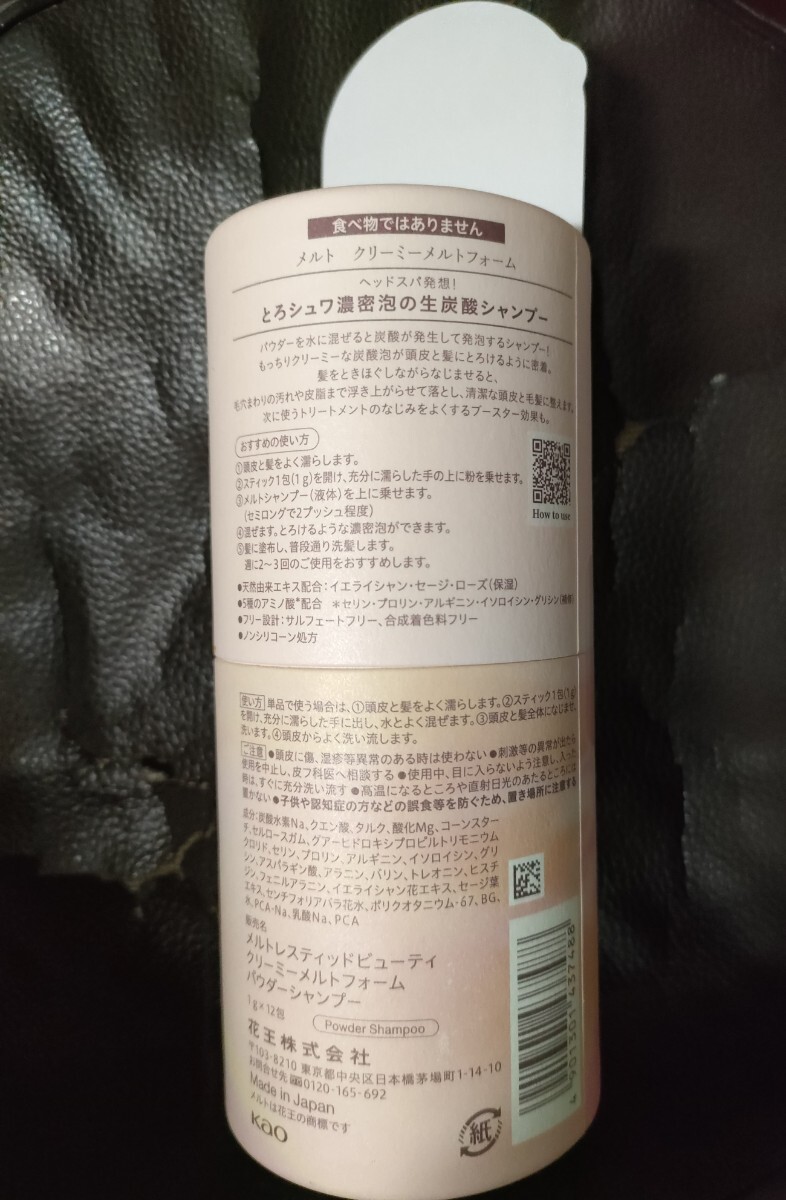 食べ物ではありません
メルト クリーミーメルトフォーム
ヘッドスパ発想!
とろシュワ濃密泡の生炭酸シャンプー
パウダーを水に混ぜると炭酸が発生して発泡するシャンプー!
もっちりクリーミーな炭酸泡が頭皮と髪にとろけるように密着。
髪をときほぐしながらなじませると、
毛穴まわりの汚れや皮脂まで浮き上がらせて落とし、清潔な頭皮と毛髪に整えます。
次に使うトリートメントのなじみをよくするブースター効果も。
おすすめの使い方
①頭皮と髪をよく濡らします。
②スティック1包(1g)を開け、充分に濡らした手の上に粉を乗せます。
③メルトシャンプー(液体)を上に乗せます。
(セミロングで2プッシュ程度)
④混ぜます。とろけるような濃密泡ができます。
⑤髪に塗布し、普段通り洗髪します。
週に2〜3回のご使用をおすすめします。
How to use
●天然由来エキス配合:イエライシャン・セージ・ローズ(保湿)
●5種のアミノ酸*配合 *セリン・プロリン・アルギニン・イソロイシン・グリシン(補修)
●フリー設計:サルフェートフリー、合成着色料フリー
●ノンシリコーン処方
使い方 単品で使う場合は、①頭皮と髪をよく濡らします。②スティック1包(1g)
を開け、充分に濡らした手に出し、水とよく混ぜます。③頭皮と髪全体になじませ、
洗います。④頭皮からよく洗い流します。
ご注意 ●頭皮に傷、湿疹等異常のある時は使わない ●刺激等の異常が出たら
使用を中止し、皮フ科医へ相談する ●使用中、目に入らないよう注意し、入った
時は、すぐに充分洗い流す ●高温になるところや直射日光のあたるところには
置かない ●子供や認知症の方などの誤食等を防ぐため、置き場所に注意する
成分:炭酸水素Na、クエン酸、タルク、酸化Mg、コーンスター
チ、セルロースガム、グアーヒドロキシプロピルトリモニウム
クロリド、セリン、プロリン、アルギニン、イソロイシン、グリ
シン、アスパラギン酸、アラニン、バリン、トレオニン、ヒスチ
ジン、フェニルアラニン、イエライシャン花エキス、セージ葉
エキス、センチフォリアバラ花水、ポリクオタニウム-67、BG、
水、PCA-Na、乳酸Na、PCA
販売名
メルトレスティッドビューティ
クリーミーメルトフォーム
パウダーシャンプー
1g×12包
Powder Shampoo
花王株式会社
〒103-8210 東京都中央区日本橋茅場町1-14-10
お問合せ先 0120-165-692
Made in Japan
メルトは花王の商標です
Kao
紙
4 901301 437488